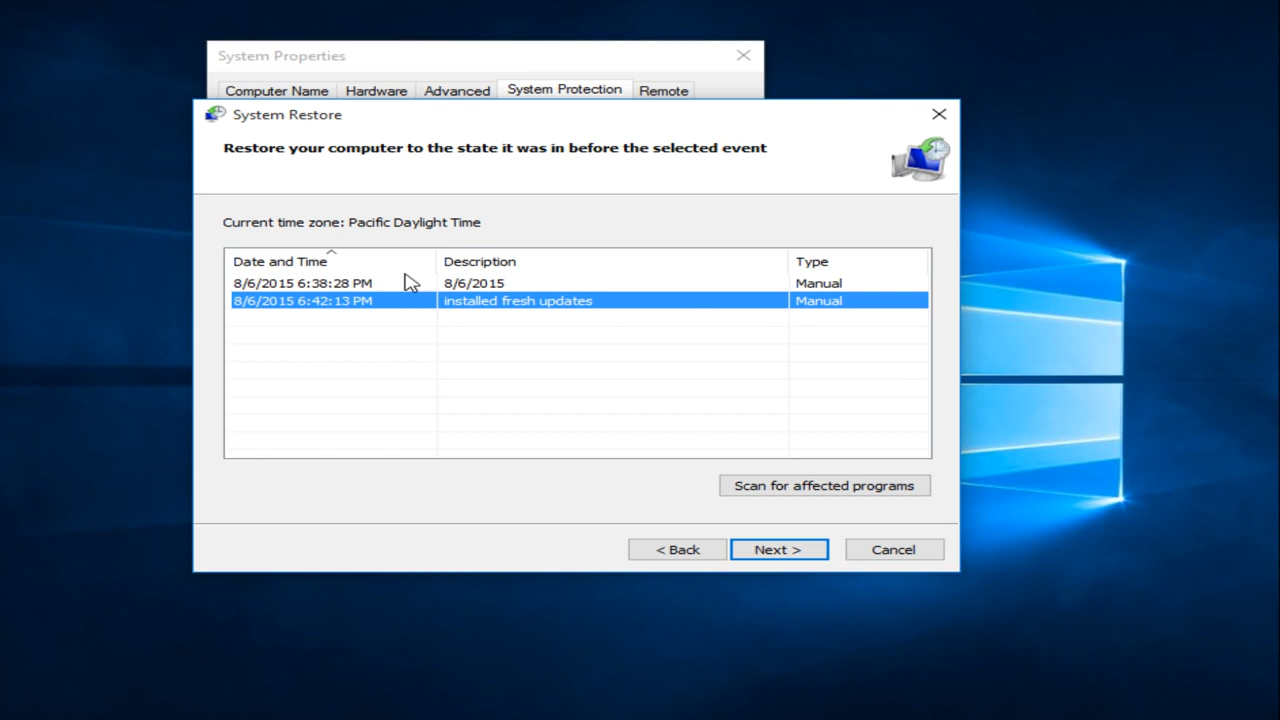 System Properties
Computer Name Hardware Advanced System Protection Remote
System Restore
Restore your computer to the state it was in before the selected event
Current time zone: Pacific Daylight Time
Date and Time Description Type
8/6/2015 6:38:28 PM 8/6/2015 Manual
8/6/2015 6:42:13 PM installed fresh updates Manual
Scan for affected programs
< Back Next > Cancel